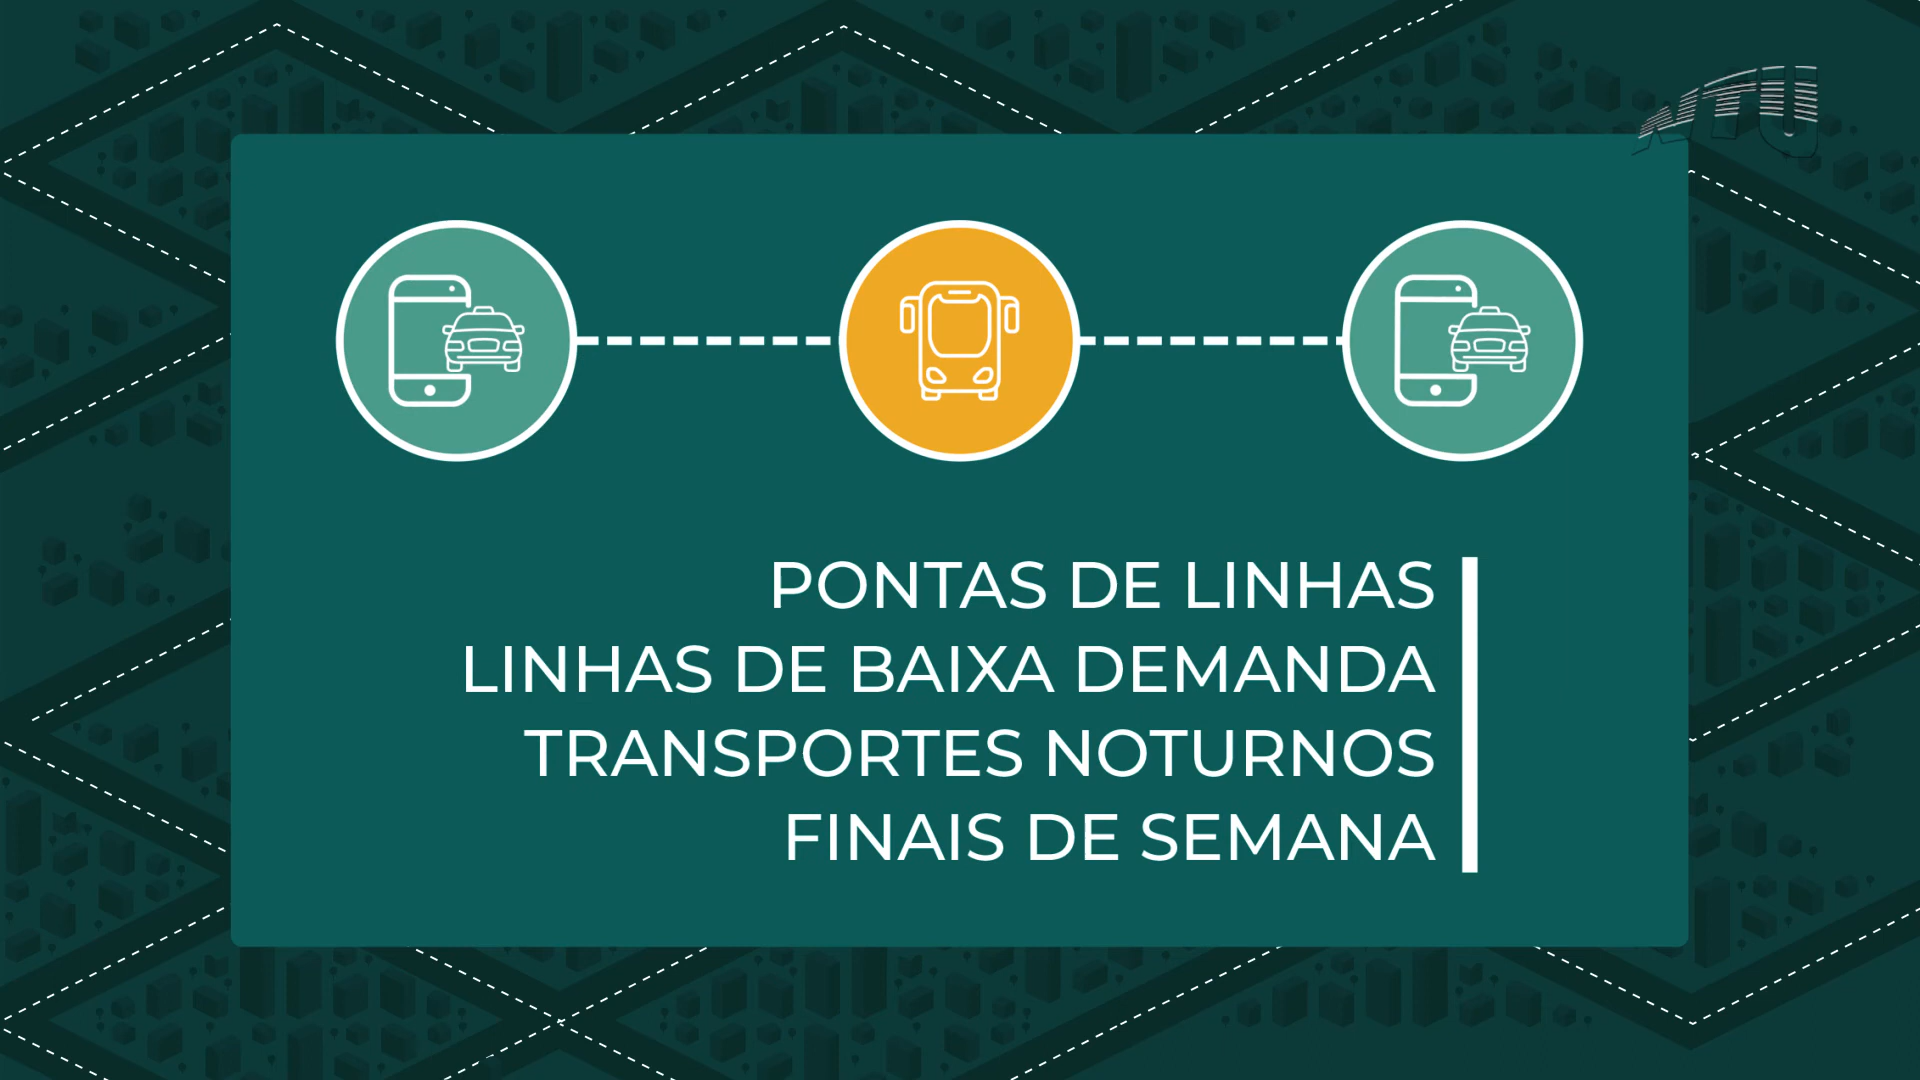 NTU
PONTAS DE LINHAS
LINHAS DE BAIXA DEMANDA
TRANSPORTES NOTURNOS
FINAIS DE SEMANA